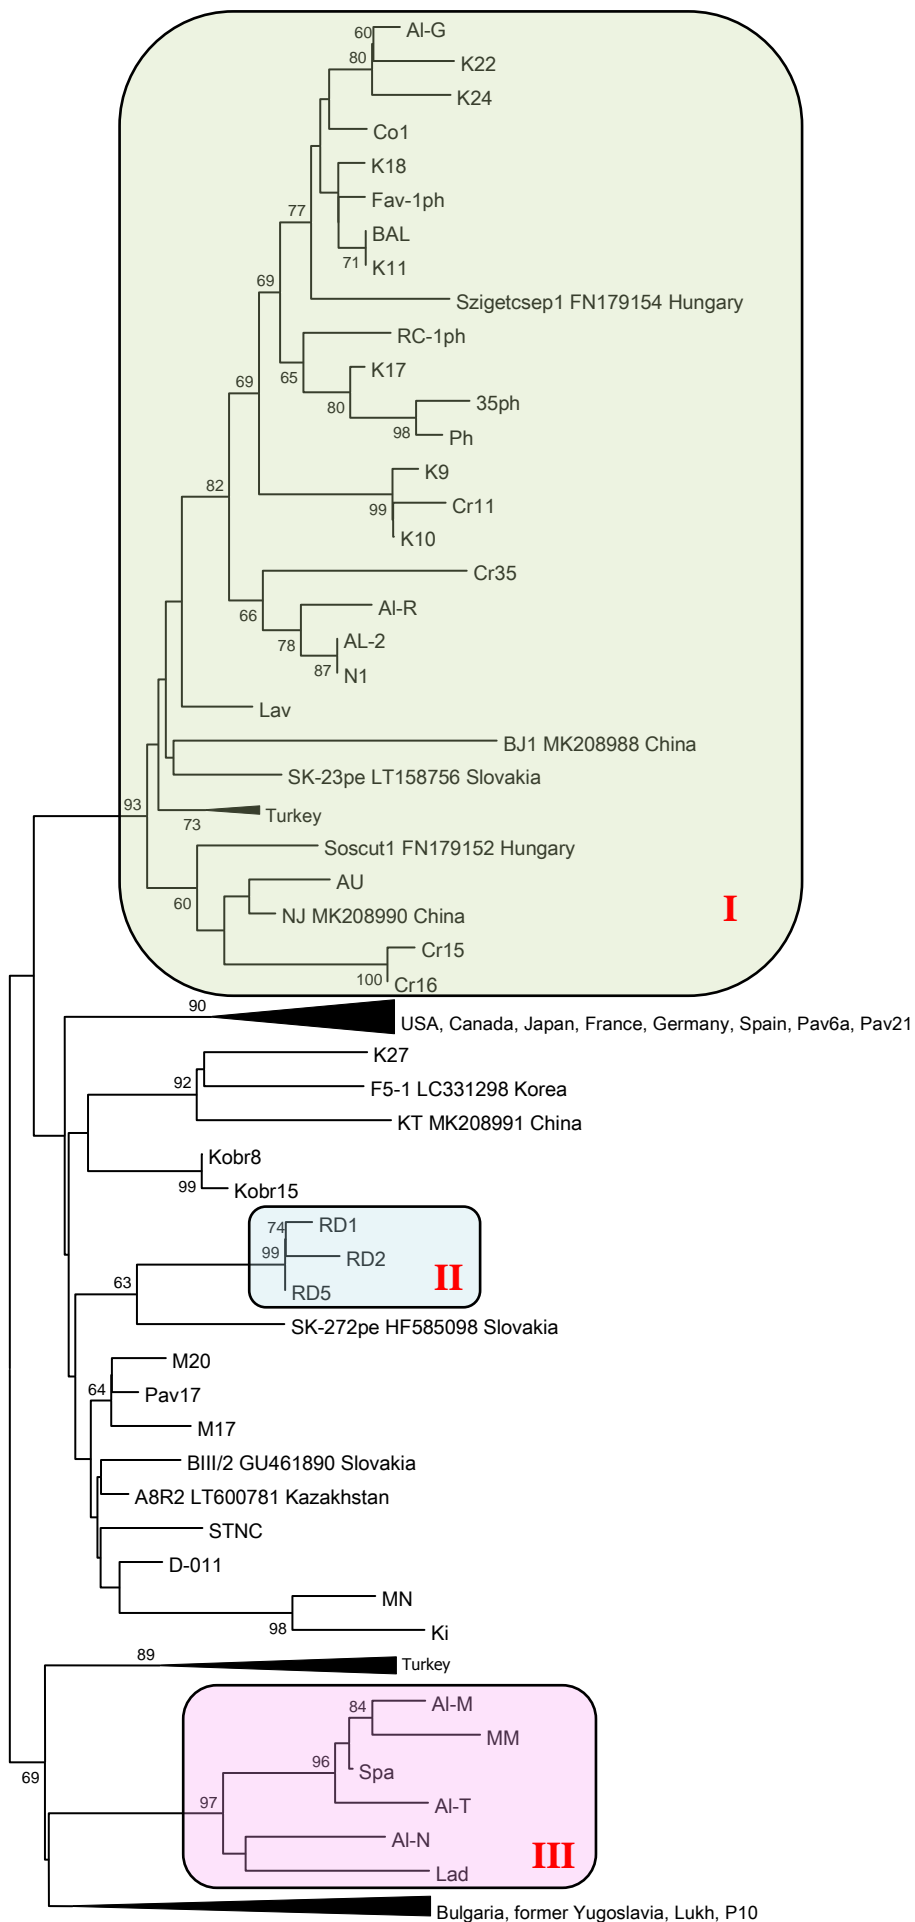 60
Al-G
K22
80
K24
Co1
K18
Fav-1ph
77
BAL
71
K11
69
Szigetcsep1 FN179154 Hungary
RC-1ph
65
K17
69
35ph
80
98
Ph
K9
82
Cr11
99
K10
Cr35
66
Al-R
78
AL-2
87
N1
Lav
BJ1 MK208988 China
SK-23pe LT158756 Slovakia
93
Turkey
73
Soscut1 FN179152 Hungary
AU
60
NJ MK208990 China
I
Cr15
100
Cr16
90
USA, Canada, Japan, France, Germany, Spain, Pav6a, Pav21
K27
92
F5-1 LC331298 Korea
KT MK208991 China
Kobr8
99
Kobr15
74
RD1
99
RD2
II
63
RD5
SK-272pe HF585098 Slovakia
M20
64
Pav17
M17
BIII/2 GU461890 Slovakia
A8R2 LT600781 Kazakhstan
STNC
D-011
MN
98
Ki
89
Turkey
84
Al-M
MM
96
Spa
69
97
Al-T
Al-N
III
Lad
Bulgaria, former Yugoslavia, Lukh, P10